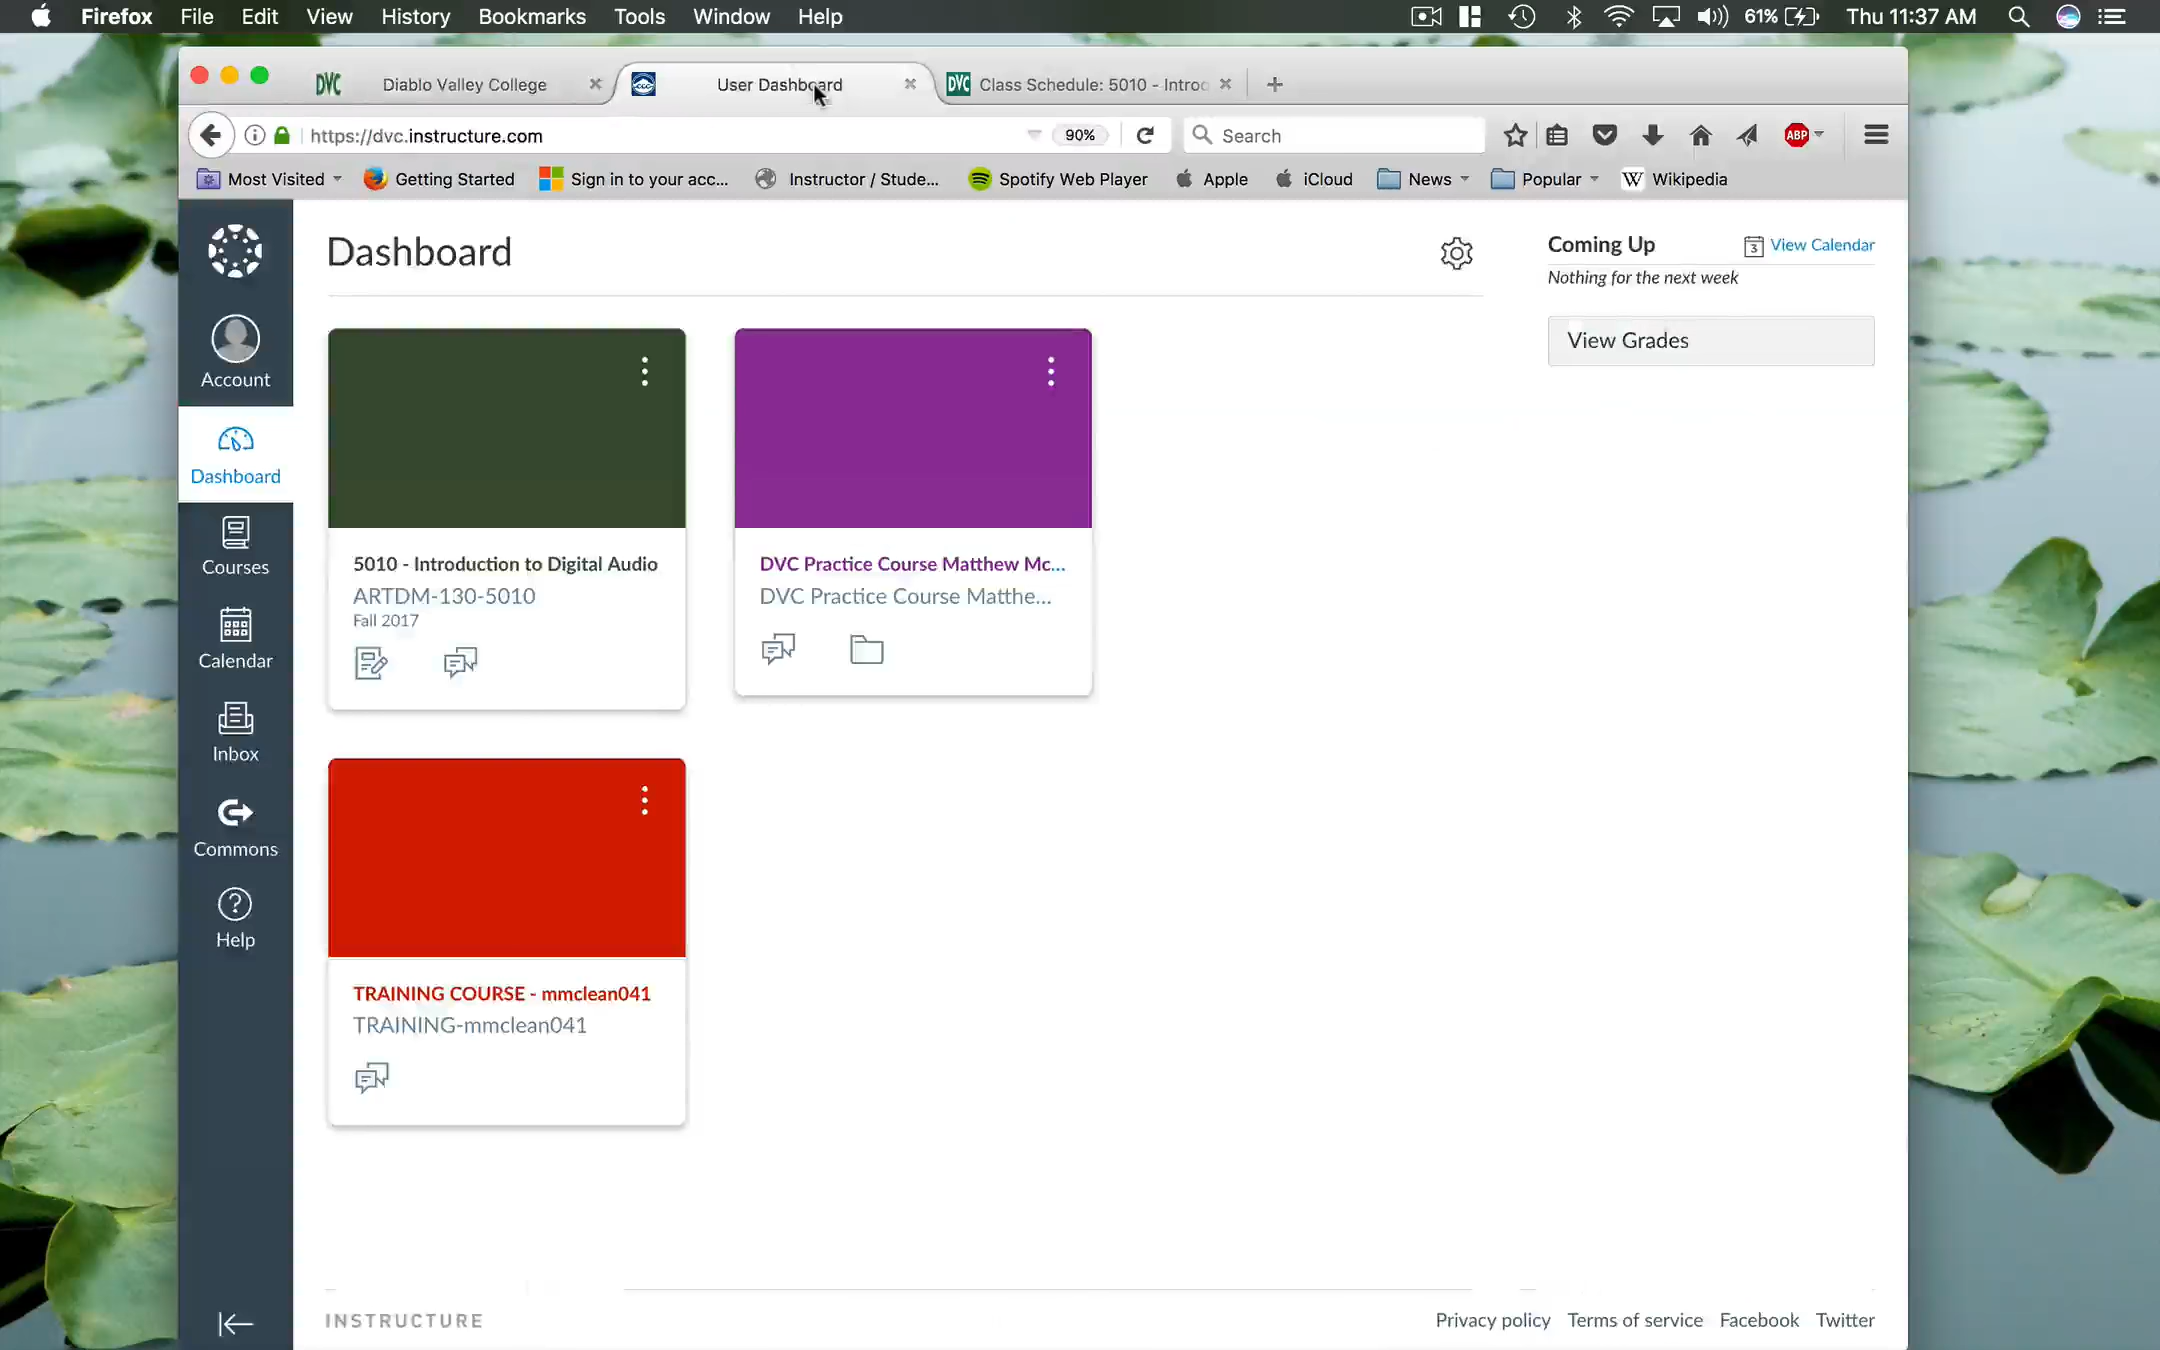 Firefox File Edit View History Bookmarks Tools Window Help 61% Thu 11:37 AM
DVC Diablo Valley College User Dashboard DVC Class Schedule: 5010 - Introc
https://dvc.instructure.com 90% Search ABP
Most Visited Getting Started Sign in to your acc... Instructor / Stude... Spotify Web Player Apple iCloud News Popular W Wikipedia
Dashboard
Coming Up 3 View Calendar
Nothing for the next week
View Grades
Account
Dashboard
Courses
Calendar
Inbox
Commons
Help
5010 - Introduction to Digital Audio
ARTDM-130-5010
Fall 2017
DVC Practice Course Matthew Mc...
DVC Practice Course Matthe...
TRAINING COURSE - mmclean041
TRAINING-mmclean041
INSTRUCTURE
Privacy policy Terms of service Facebook Twitter